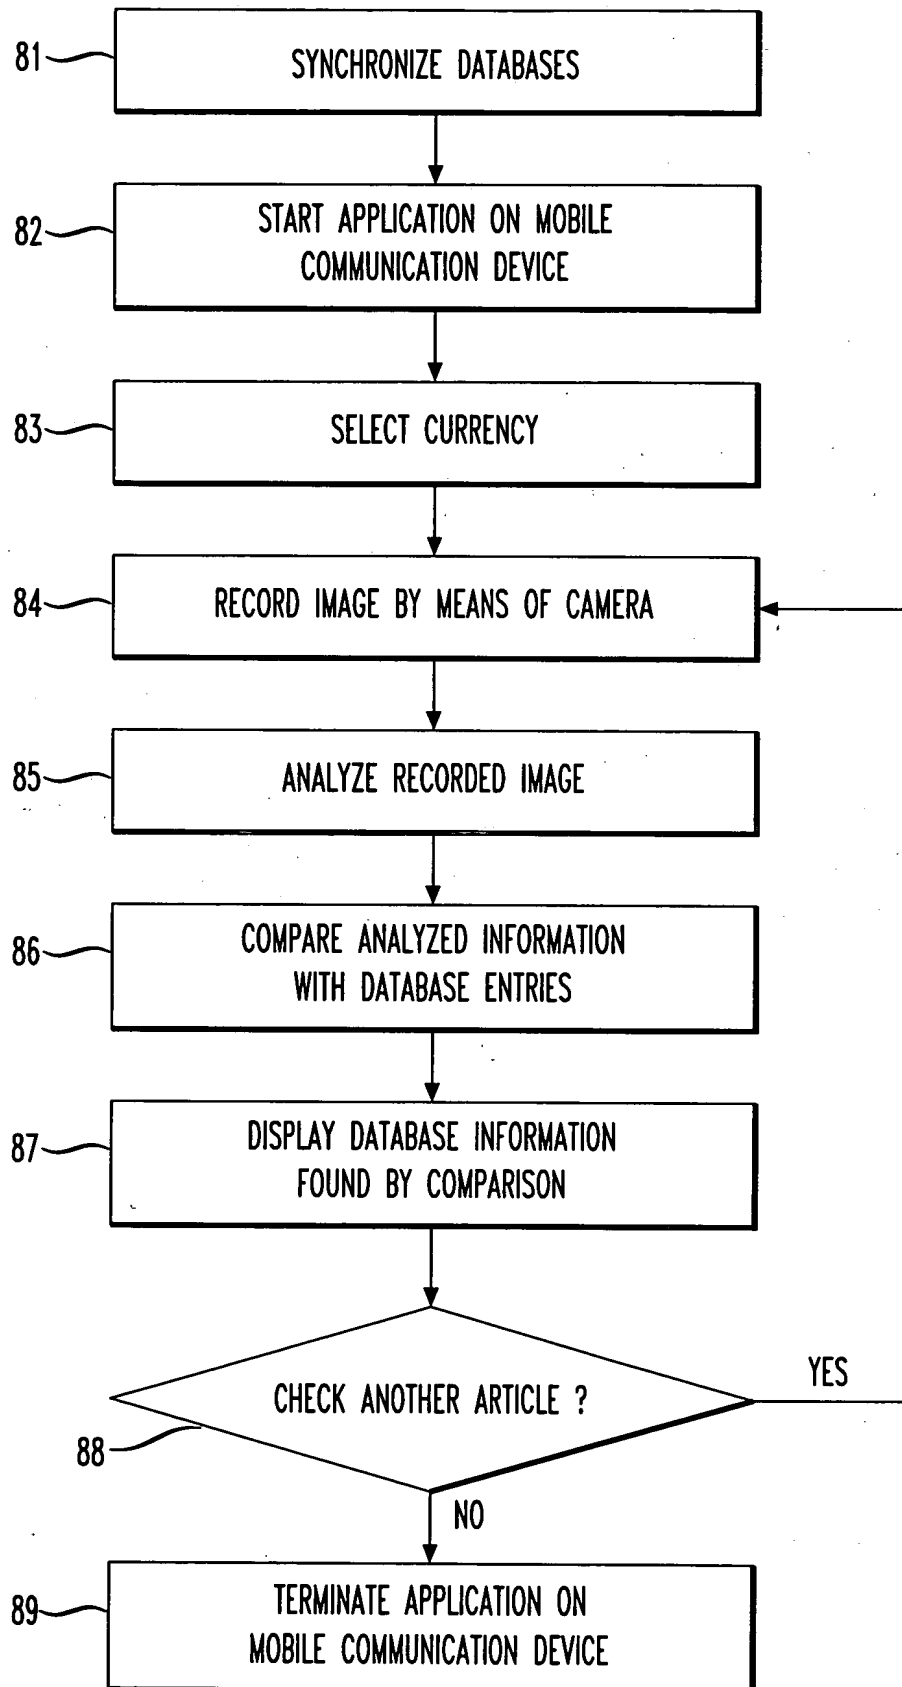 81
SYNCHRONIZE DATABASES
82
START APPLICATION ON MOBILE
COMMUNICATION DEVICE
83
SELECT CURRENCY
84
RECORD IMAGE BY MEANS OF CAMERA
85
ANALYZE RECORDED IMAGE
86
COMPARE ANALYZED INFORMATION
WITH DATABASE ENTRIES
87
DISPLAY DATABASE INFORMATION
FOUND BY COMPARISON
CHECK ANOTHER ARTICLE ?
YES
88
NO
89
TERMINATE APPLICATION ON
MOBILE COMMUNICATION DEVICE